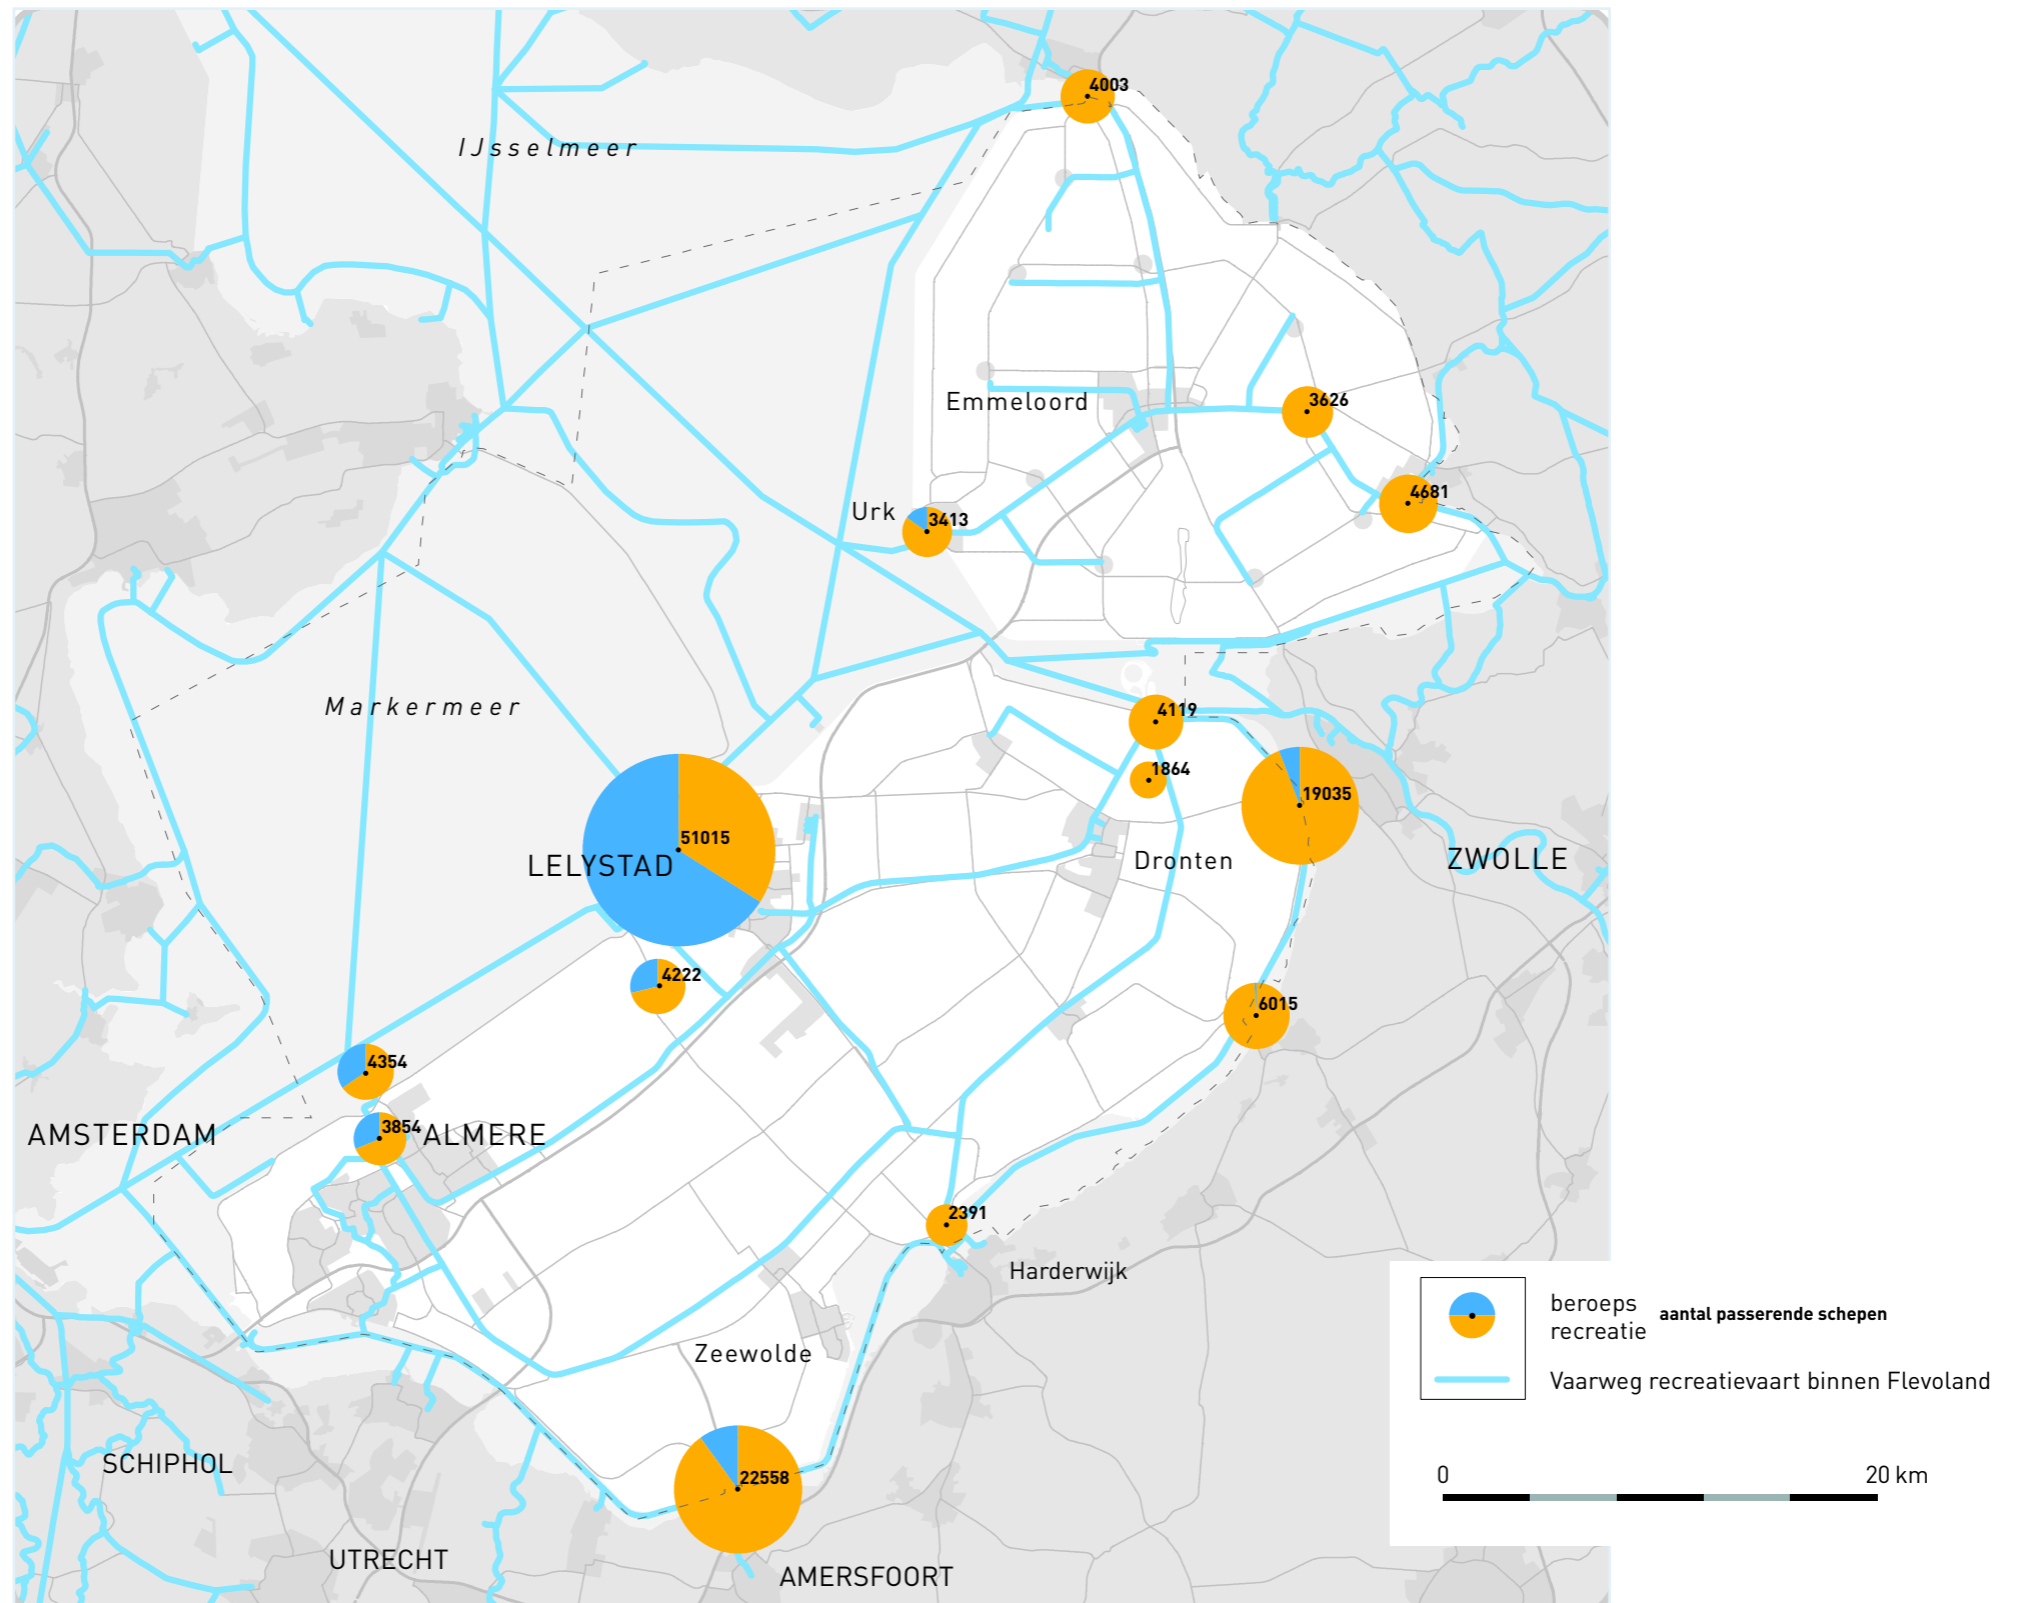 4003
IJsselmeer
Emmeloord
3626
4681
Urk
3413
Markermeer
4119
1864
19035
51015
LELYSTAD
Dronten
ZWOLLE
4222
6015
4354
3854
AMSTERDAM
ALMERE
2391
Harderwijk
Zeewolde
SCHIPHOL
22558
UTRECHT
AMERSFOORT
beroeps
recreatie
aantal passerende schepen
Vaarweg recreatievaart binnen Flevoland
0
20 km